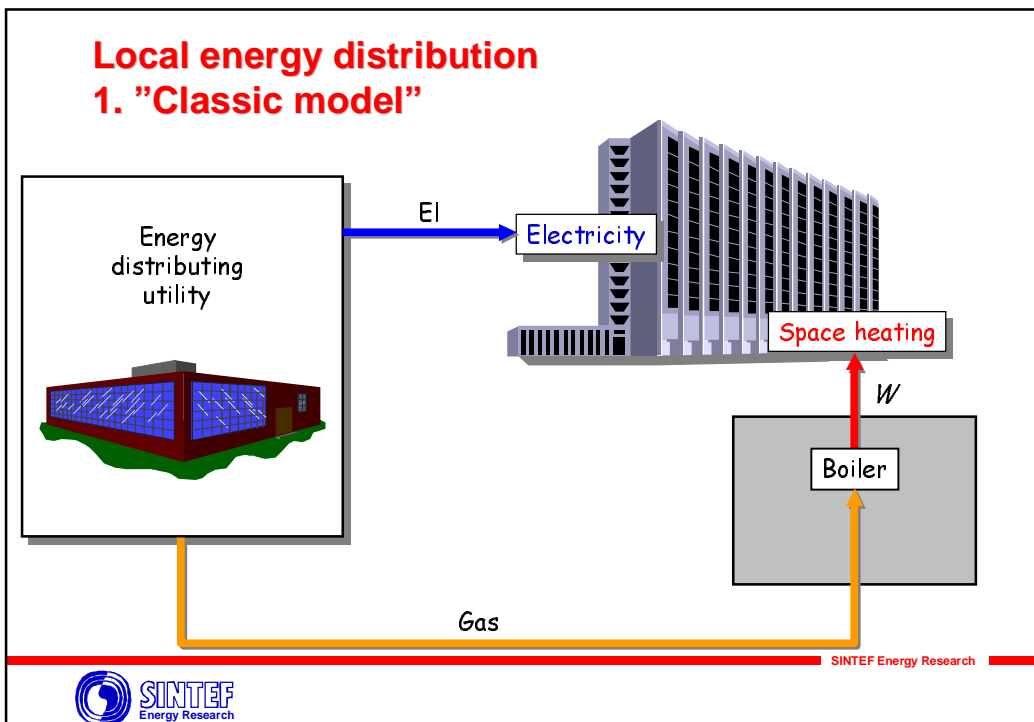 Local energy distribution
1. ”Classic model”
El
Energy
distributing
utility
Electricity
Space heating
W
Boiler
Gas
SINTEF Energy Research
SINTEF
Energy Research